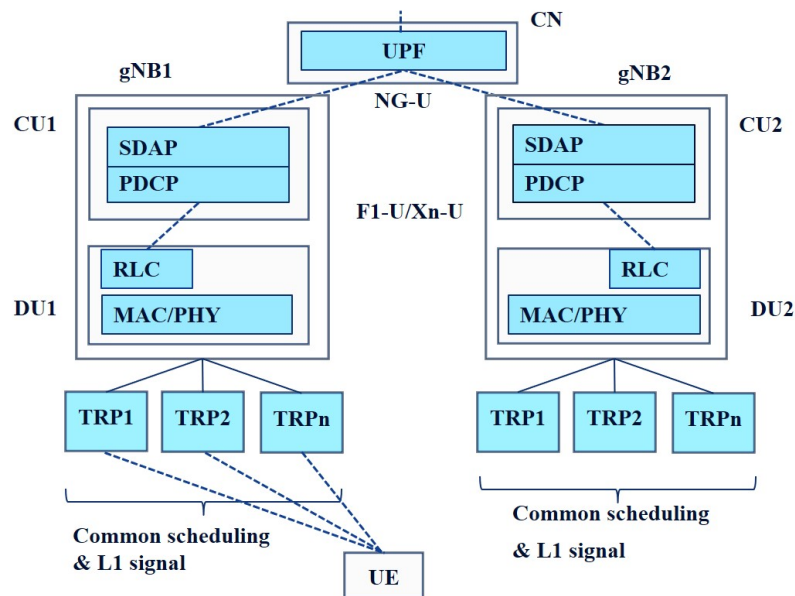 CN
UPF
gNB1
gNB2
NG-U
CU1
SDAP
PDCP
CU2
SDAP
PDCP
F1-U/Xn-U
DU1
RLC
MAC/PHY
DU2
RLC
MAC/PHY
TRP1
TRP2
TRPn
TRP1
TRP2
TRPn
Common scheduling
& L1 signal
Common scheduling
& L1 signal
UE